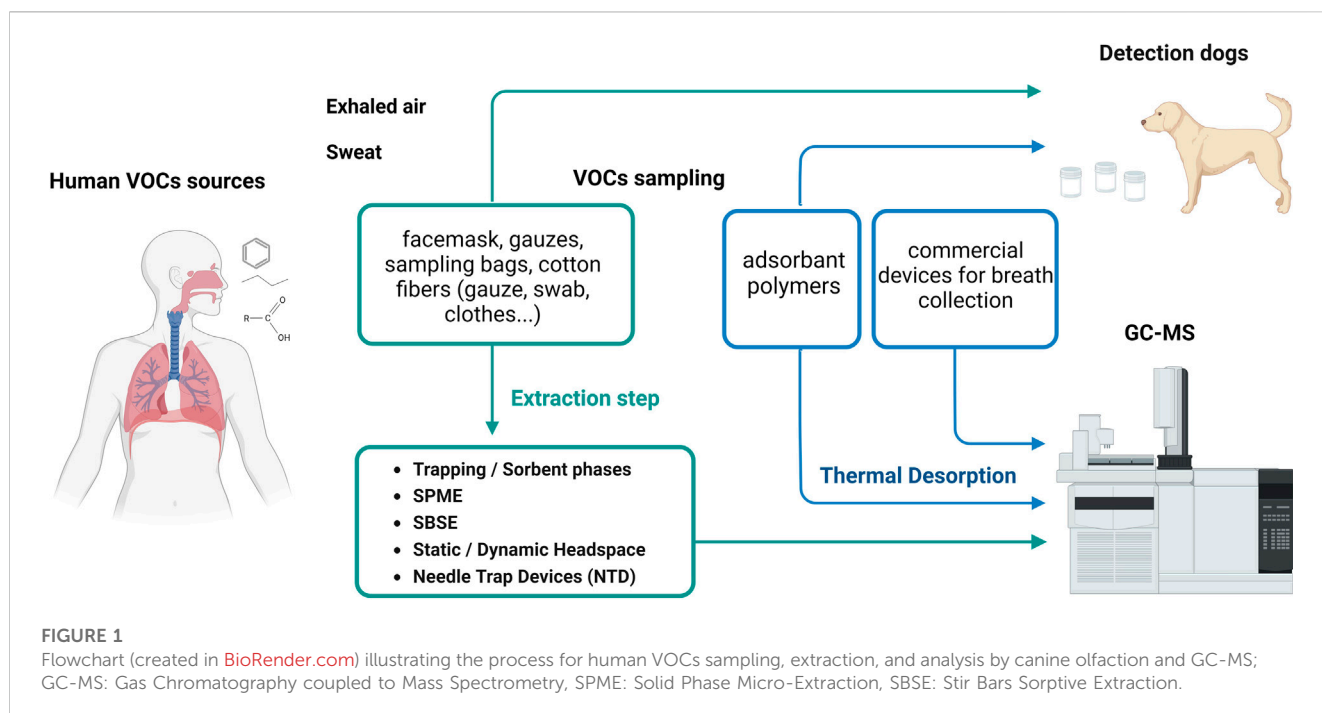 Detection dogs
Exhaled air
Sweat
Human VOCs sources
VOCs sampling
facemask, gauzes,
sampling bags, cotton
fibers (gauze, swab,
clothes...)
adsorbant
polymers
commercial
devices for breath
collection
R
C
O
OH
GC-MS
Extraction step
Thermal Desorption
• Trapping / Sorbent phases
• SPME
• SBSE
• Static / Dynamic Headspace
• Needle Trap Devices (NTD)
FIGURE 1
Flowchart (created in BioRender.com) illustrating the process for human VOCs sampling, extraction, and analysis by canine olfaction and GC-MS;
GC-MS: Gas Chromatography coupled to Mass Spectrometry, SPME: Solid Phase Micro-Extraction, SBSE: Stir Bars Sorptive Extraction.